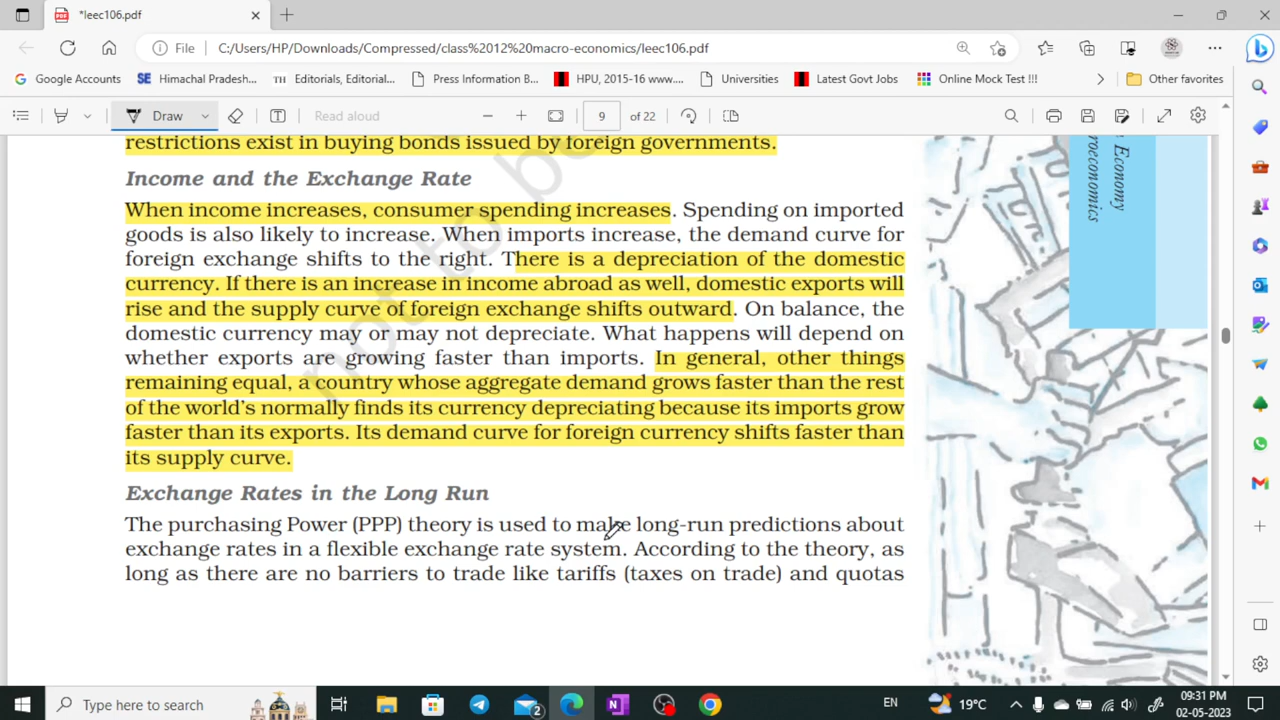 *leec106.pdf
File
C:/Users/HP/Downloads/Compressed/class%2012%20macro-economics/leec106.pdf
Google Accounts
SE Himachal Pradesh...
TH Editorials, Editorial...
Press Information B...
HPU, 2015-16 www....
Universities
Latest Govt Jobs
Online Mock Test !!!
Other favorites
Draw
Read aloud
9 of 22
restrictions exist in buying bonds issued by foreign governments.
Income and the Exchange Rate
When income increases, consumer spending increases. Spending on imported
goods is also likely to increase. When imports increase, the demand curve for
foreign exchange shifts to the right. There is a depreciation of the domestic
currency. If there is an increase in income abroad as well, domestic exports will
rise and the supply curve of foreign exchange shifts outward. On balance, the
domestic currency may or may not depreciate. What happens will depend on
whether exports are growing faster than imports. In general, other things
remaining equal, a country whose aggregate demand grows faster than the rest
of the world's normally finds its currency depreciating because its imports grow
faster than its exports. Its demand curve for foreign currency shifts faster than
its supply curve.
Exchange Rates in the Long Run
The purchasing Power (PPP) theory is used to make long-run predictions about
exchange rates in a flexible exchange rate system. According to the theory, as
long as there are no barriers to trade like tariffs (taxes on trade) and quotas
not to be
Economy
roeconomics
Type here to search
2
EN
19°C
09:31 PM
02-05-2023